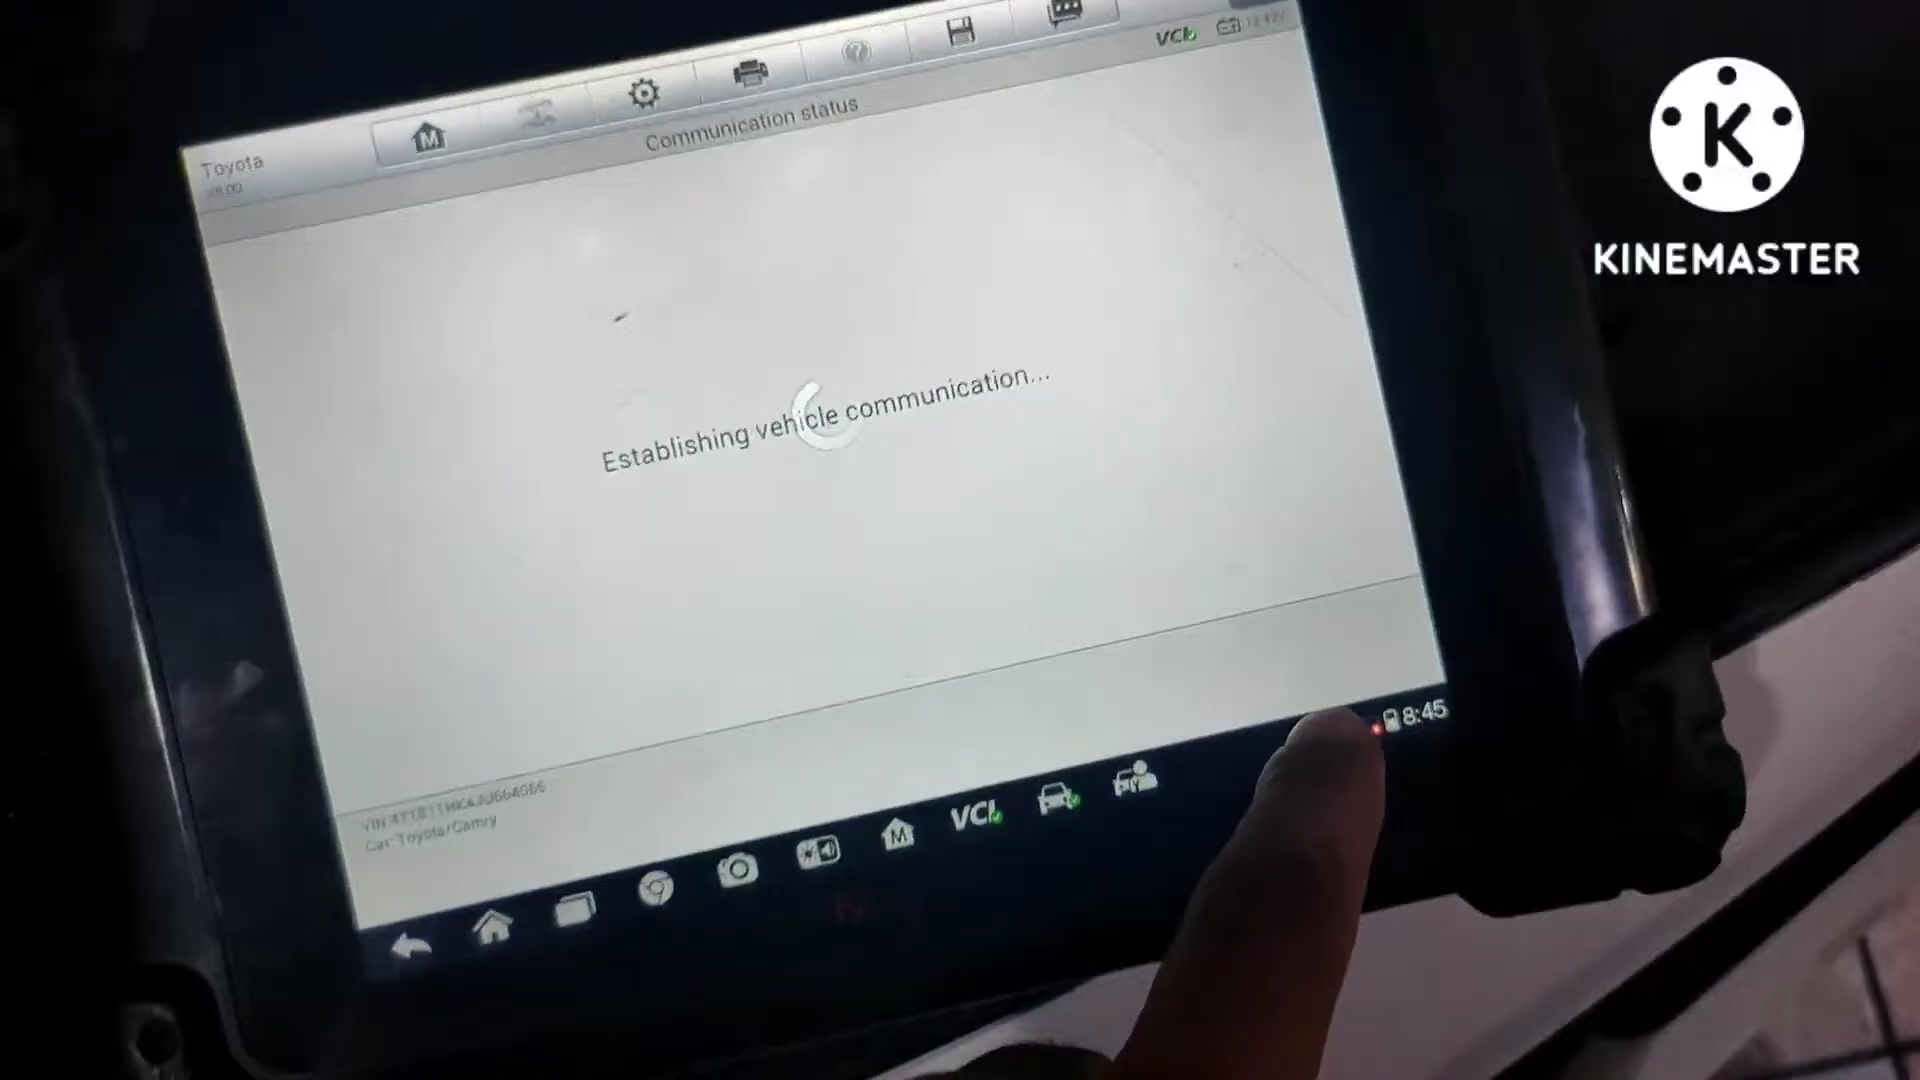 VCI
Toyota
Communication status
K
KINEMASTER
Establishing vehicle communication...
Car: Toyota/Camry
8:45
M
VCI